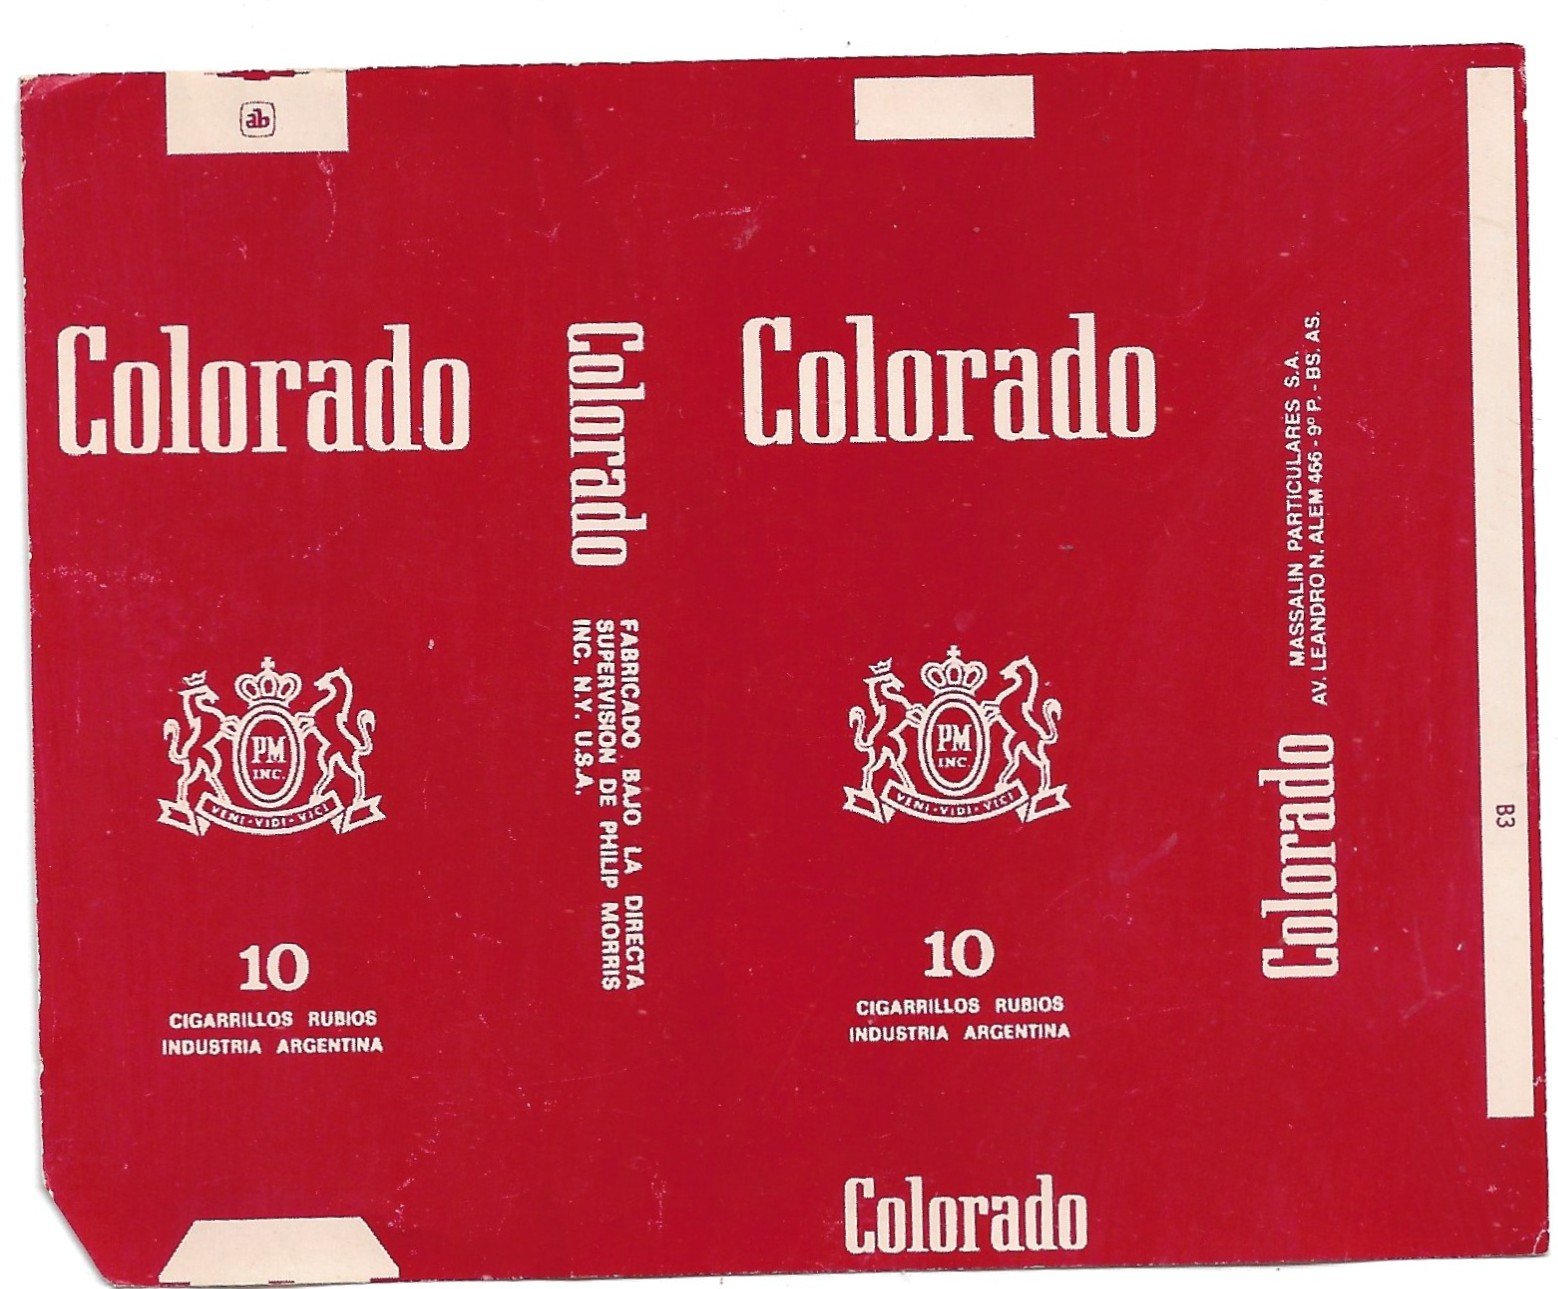 ab
Colorado
PM
INC.
VENI·VIDI·VICI
10
CIGARRILLOS RUBIOS
INDUSTRIA ARGENTINA
Colorado
FABRICADO BAJO LA DIRECTA
SUPERVISION DE PHILIP MORRIS
INC. N.Y. U.S.A.
Colorado
PM
INC.
VENI·VIDI·VICI
10
CIGARRILLOS RUBIOS
INDUSTRIA ARGENTINA
Colorado
Colorado
MASSALIN PARTICULARES S.A.
AV. LEANDRO N. ALEM 466 - 9º P. - BS. AS.
B3